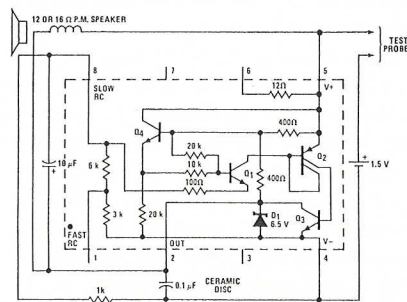 12 OR 16 Ω P.M. SPEAKER
TEST
PROBE
8
7
6
5
SLOW
RC
V+
12Ω
Q4
400Ω
20 k
10 k
100Ω
Q1
Q2
10 μF
+
6 k
400Ω
+
1.5 V
3 k
20 k
D1
6.5 V
Q3
FAST
RC
OUT
V−
1
2
3
4
1k
0.1 μF
CERAMIC
DISC